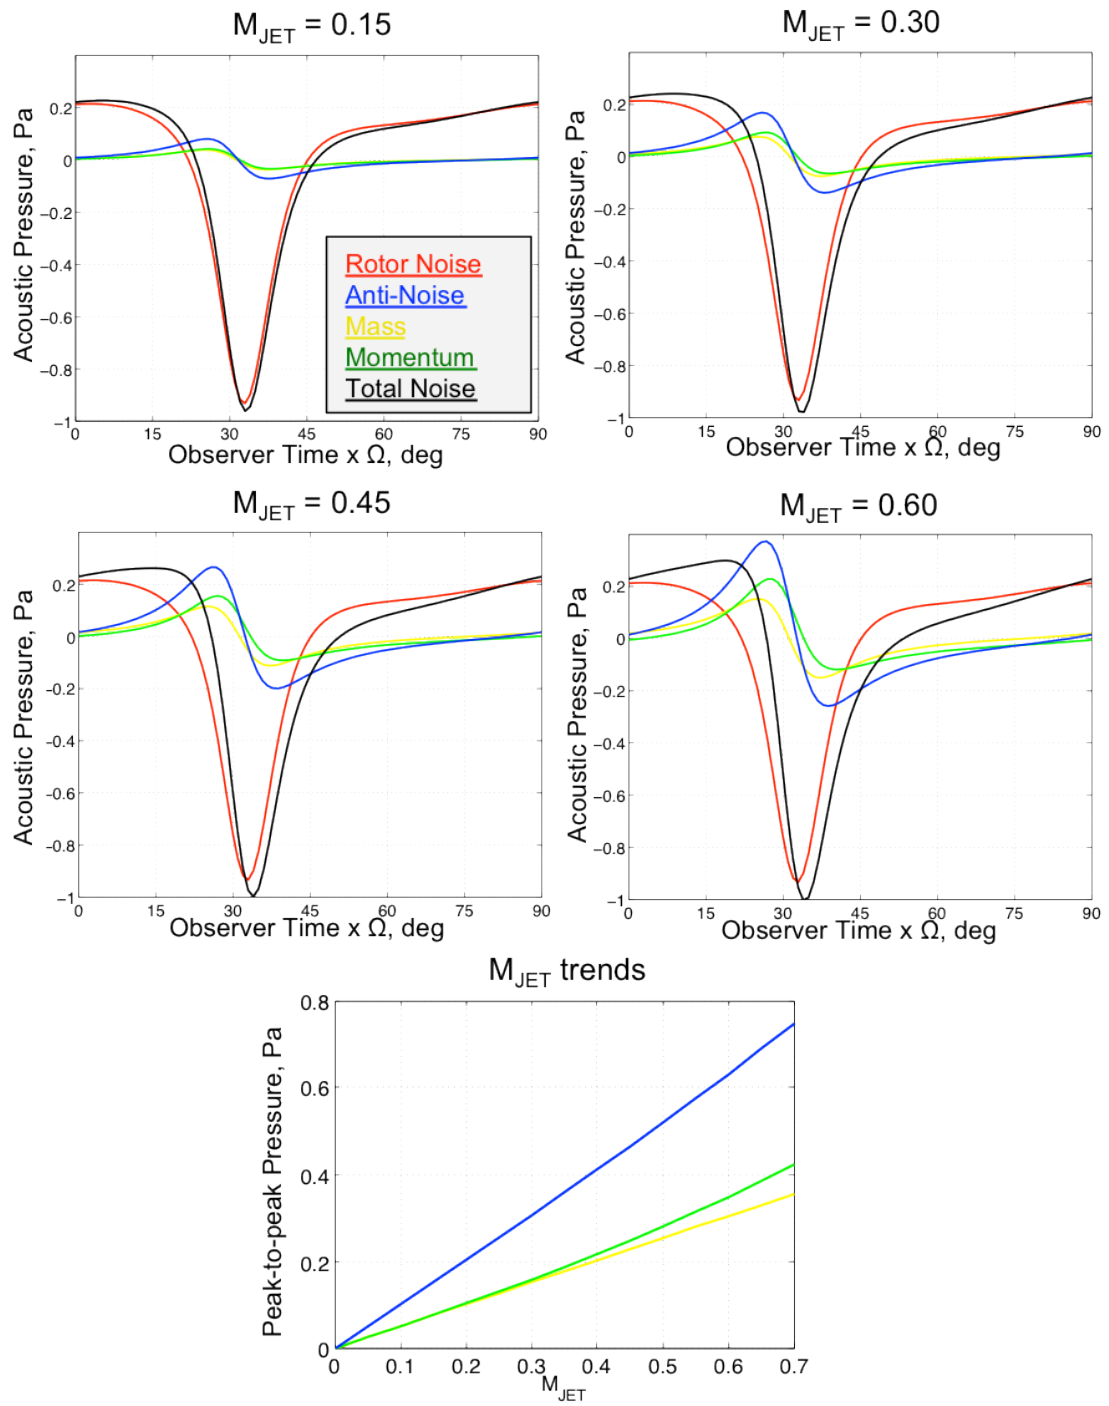 M_JET = 0.15
M_JET = 0.30
Acoustic Pressure, Pa
0.2
0
−0.2
−0.4
−0.6
−0.8
−1
0 15 30 45 60 75 90
Observer Time x Ω, deg
Rotor Noise
Anti-Noise
Mass
Momentum
Total Noise
Acoustic Pressure, Pa
0.2
0
−0.2
−0.4
−0.6
−0.8
−1
0 15 30 45 60 75 90
Observer Time x Ω, deg
M_JET = 0.45
M_JET = 0.60
Acoustic Pressure, Pa
0.2
0
−0.2
−0.4
−0.6
−0.8
−1
0 15 30 45 60 75 90
Observer Time x Ω, deg
Acoustic Pressure, Pa
0.2
0
−0.2
−0.4
−0.6
−0.8
−1
0 15 30 45 60 75 90
Observer Time x Ω, deg
M_JET trends
Peak-to-peak Pressure, Pa
0.8
0.6
0.4
0.2
0
0 0.1 0.2 0.3 0.4 0.5 0.6 0.7
M_JET